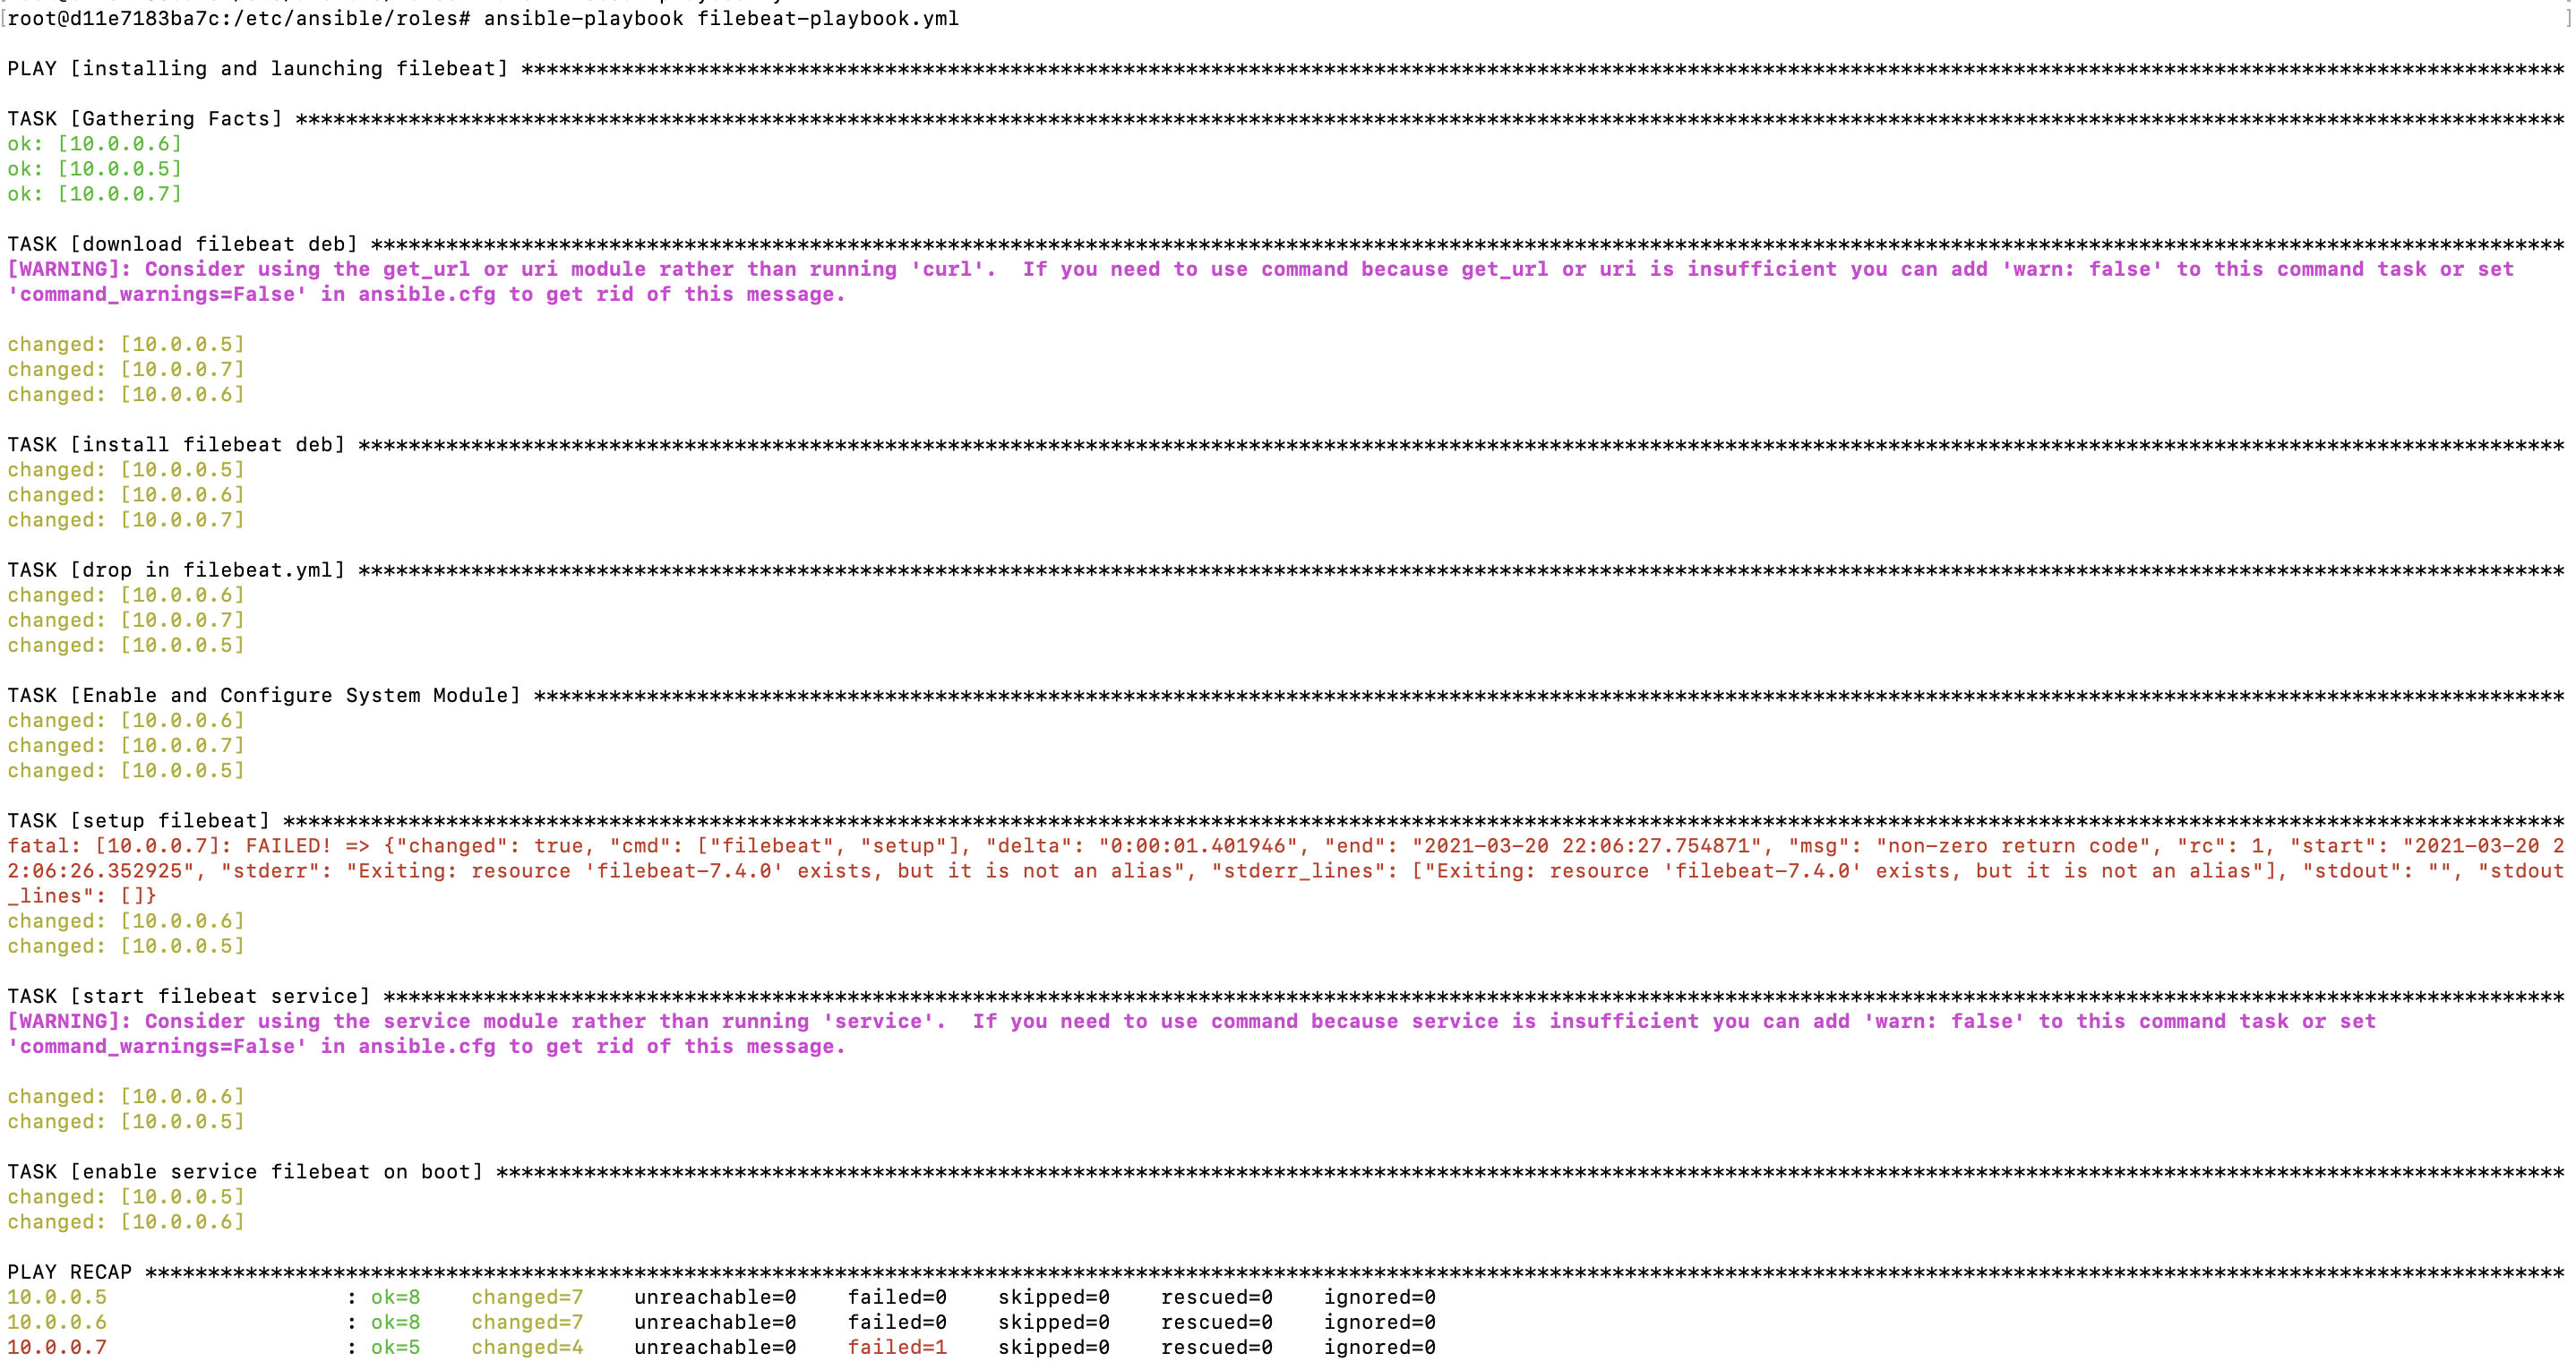 [root@d11e7183ba7c:/etc/ansible/roles# ansible-playbook filebeat-playbook.yml ]
PLAY [installing and launching filebeat] ******************************************************************************************************************************************************************
TASK [Gathering Facts] ************************************************************************************************************************************************************************************
ok: [10.0.0.6]
ok: [10.0.0.5]
ok: [10.0.0.7]
TASK [download filebeat deb] ******************************************************************************************************************************************************************************
[WARNING]: Consider using the get_url or uri module rather than running 'curl'.  If you need to use command because get_url or uri is insufficient you can add 'warn: false' to this command task or set
'command_warnings=False' in ansible.cfg to get rid of this message.
changed: [10.0.0.5]
changed: [10.0.0.7]
changed: [10.0.0.6]
TASK [install filebeat deb] *******************************************************************************************************************************************************************************
changed: [10.0.0.5]
changed: [10.0.0.6]
changed: [10.0.0.7]
TASK [drop in filebeat.yml] *******************************************************************************************************************************************************************************
changed: [10.0.0.6]
changed: [10.0.0.7]
changed: [10.0.0.5]
TASK [Enable and Configure System Module] *****************************************************************************************************************************************************************
changed: [10.0.0.6]
changed: [10.0.0.7]
changed: [10.0.0.5]
TASK [setup filebeat] *************************************************************************************************************************************************************************************
fatal: [10.0.0.7]: FAILED! => {"changed": true, "cmd": ["filebeat", "setup"], "delta": "0:00:01.401946", "end": "2021-03-20 22:06:27.754871", "msg": "non-zero return code", "rc": 1, "start": "2021-03-20 2
2:06:26.352925", "stderr": "Exiting: resource 'filebeat-7.4.0' exists, but it is not an alias", "stderr_lines": ["Exiting: resource 'filebeat-7.4.0' exists, but it is not an alias"], "stdout": "", "stdout
_lines": []}
changed: [10.0.0.6]
changed: [10.0.0.5]
TASK [start filebeat service] *****************************************************************************************************************************************************************************
[WARNING]: Consider using the service module rather than running 'service'.  If you need to use command because service is insufficient you can add 'warn: false' to this command task or set
'command_warnings=False' in ansible.cfg to get rid of this message.
changed: [10.0.0.6]
changed: [10.0.0.5]
TASK [enable service filebeat on boot] ********************************************************************************************************************************************************************
changed: [10.0.0.5]
changed: [10.0.0.6]
PLAY RECAP ************************************************************************************************************************************************************************************************
10.0.0.5                   : ok=8    changed=7    unreachable=0    failed=0    skipped=0    rescued=0    ignored=0
10.0.0.6                   : ok=8    changed=7    unreachable=0    failed=0    skipped=0    rescued=0    ignored=0
10.0.0.7                   : ok=5    changed=4    unreachable=0    failed=1    skipped=0    rescued=0    ignored=0